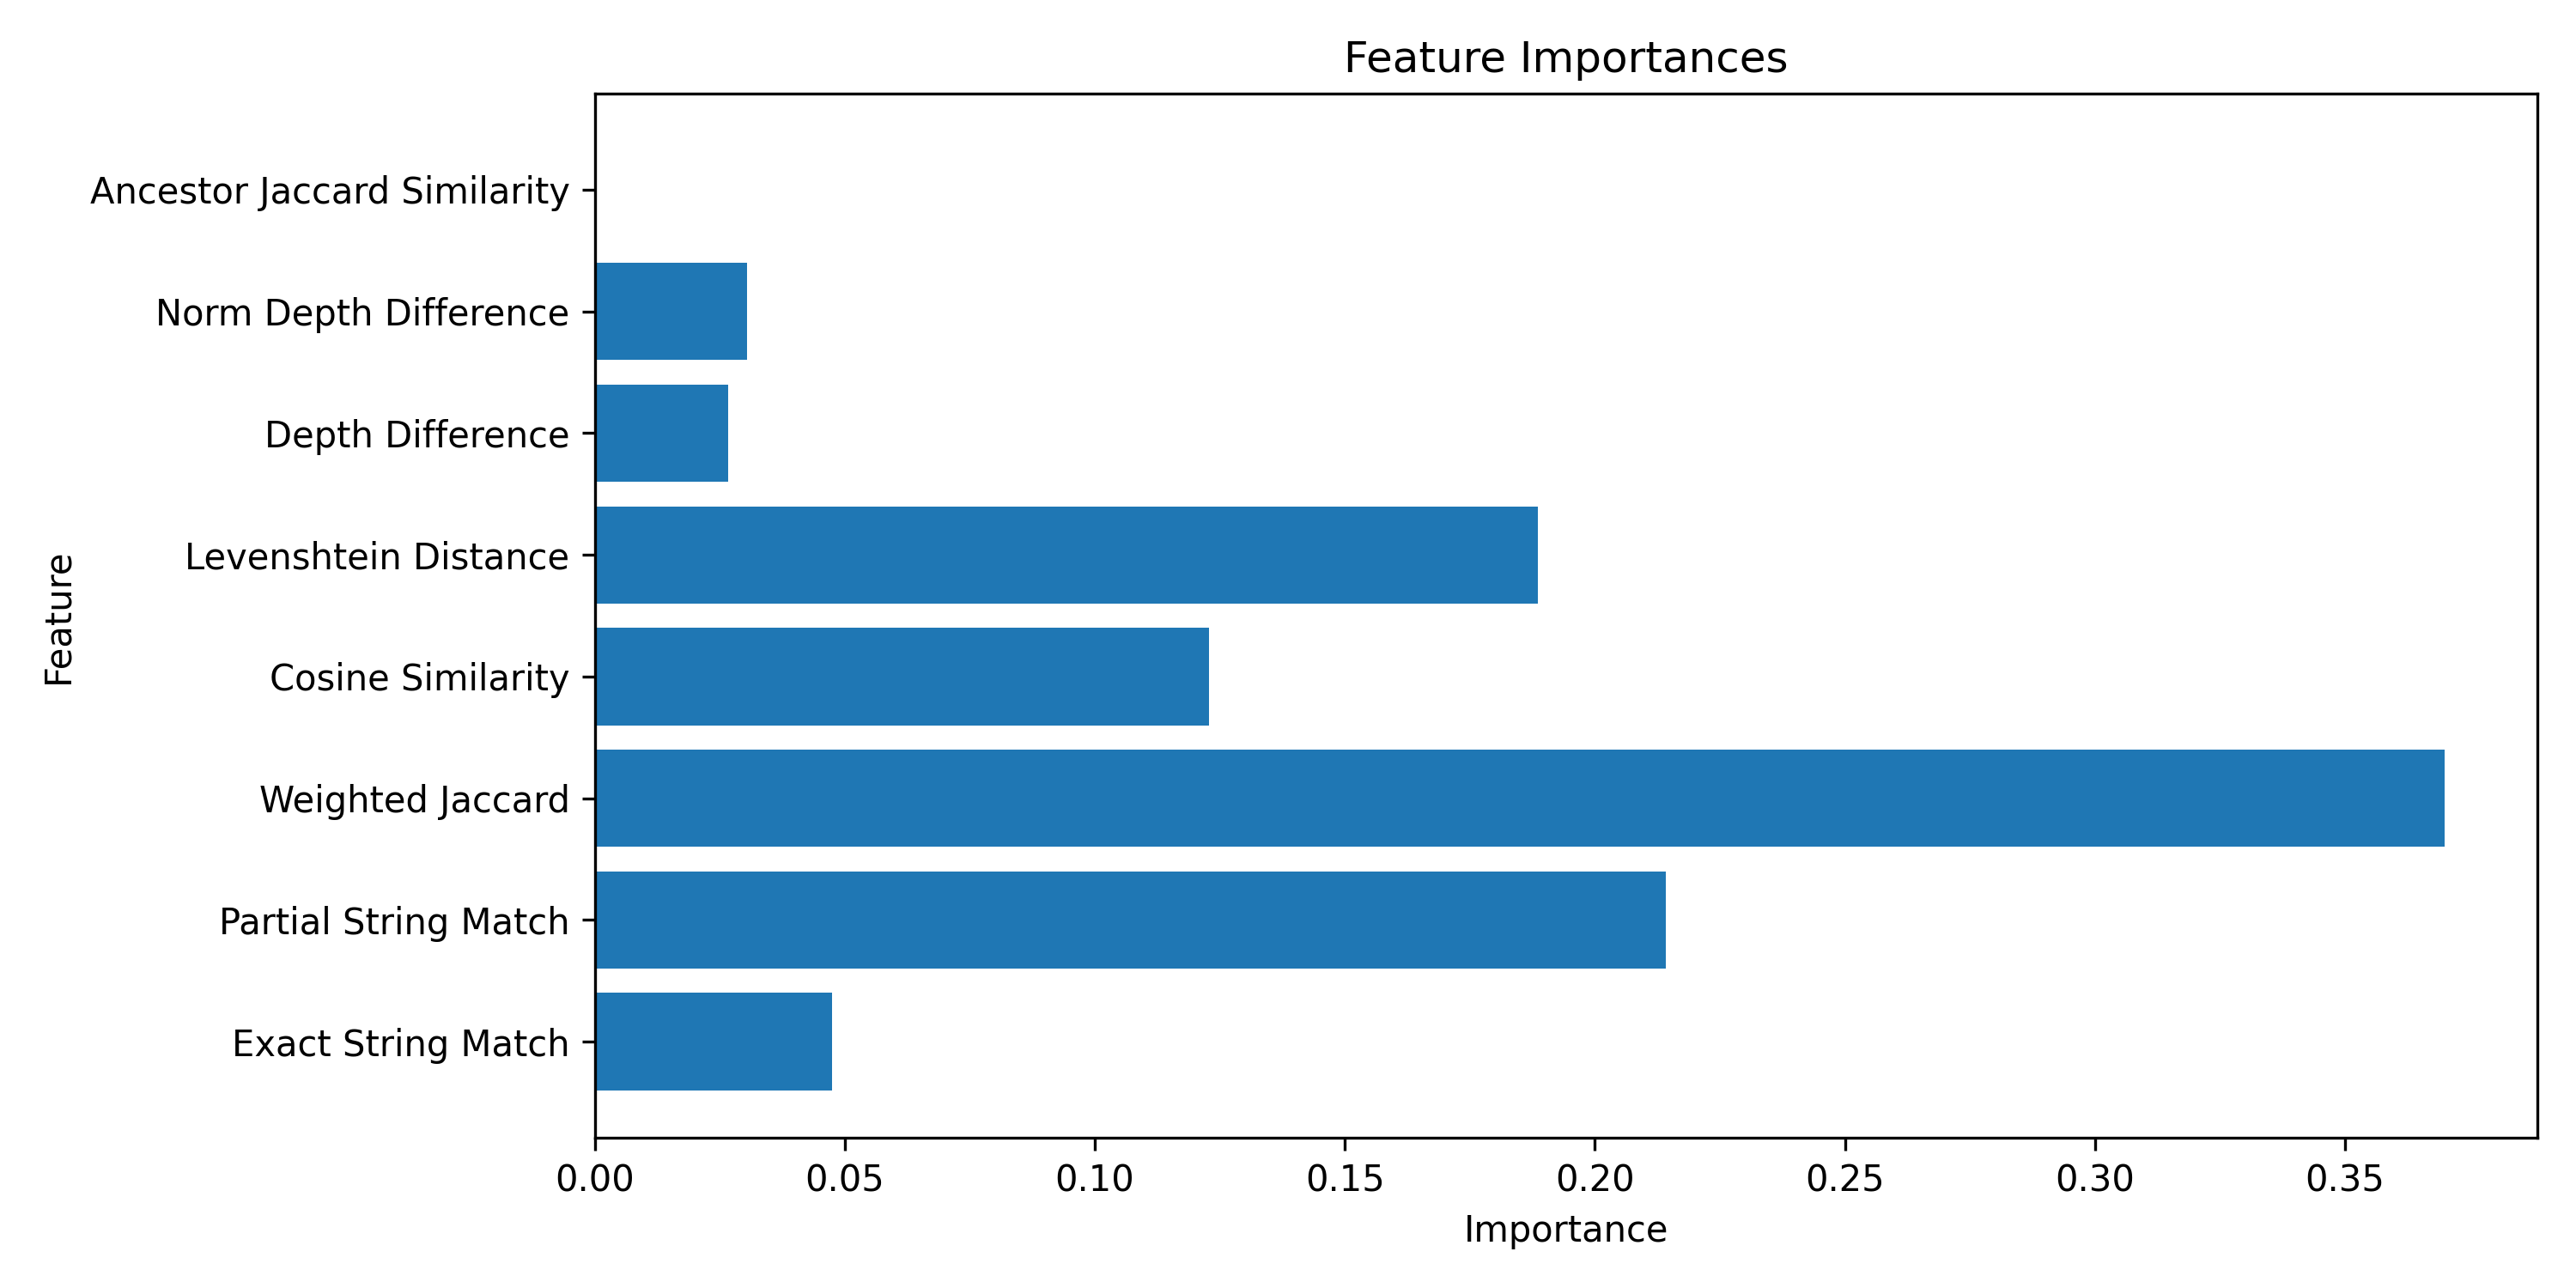 Feature Importances
Ancestor Jaccard Similarity
Norm Depth Difference
Depth Difference
Levenshtein Distance
Cosine Similarity
Weighted Jaccard
Partial String Match
Exact String Match
Feature
0.00 0.05 0.10 0.15 0.20 0.25 0.30 0.35
Importance